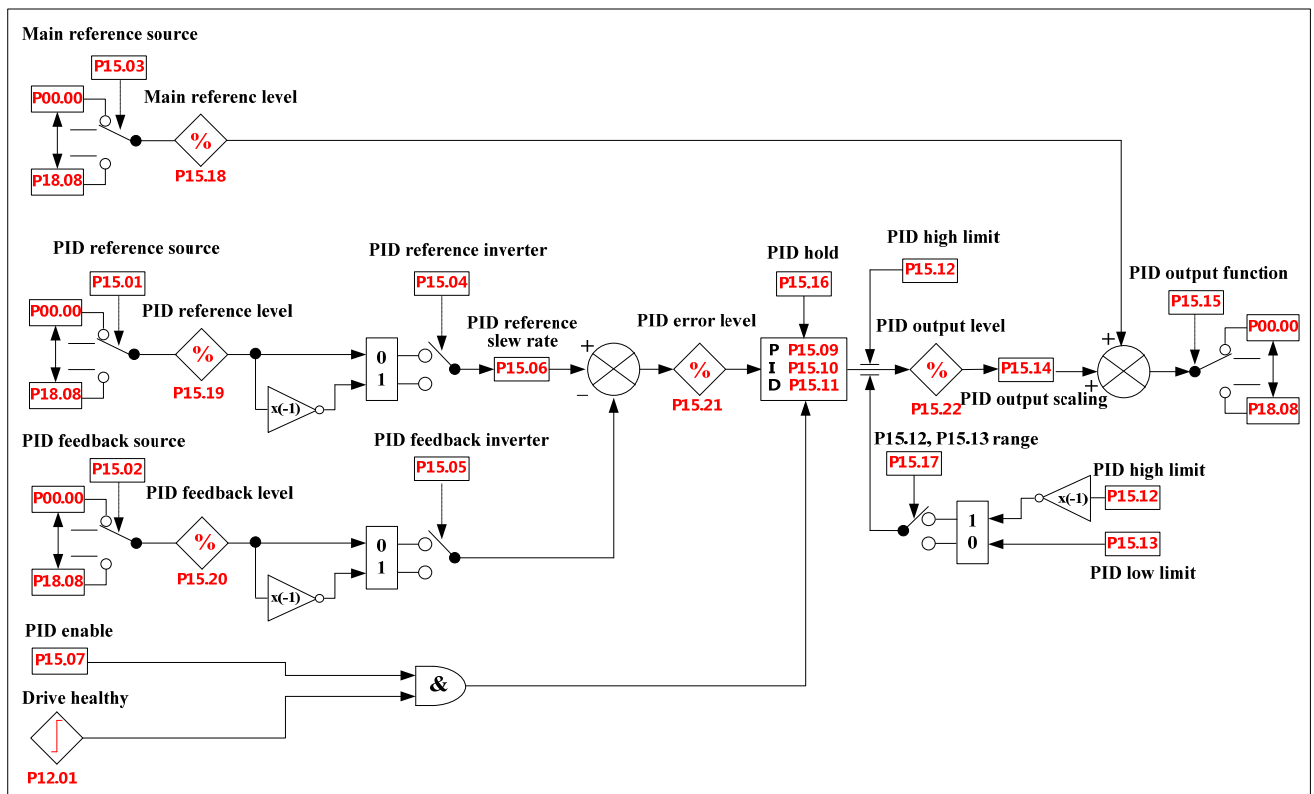 Main reference source
P15.03
P00.00
Main referenc level
%
P18.08
P15.18
PID reference source
P15.01
P00.00
PID reference level
%
P18.08
P15.19
x(-1)
0
1
PID reference inverter
P15.04
PID reference
slew rate
P15.06
+
−
PID error level
%
P15.21
PID hold
P15.16
P P15.09
I P15.10
D P15.11
PID high limit
P15.12
PID output level
%
P15.22
P15.14
PID output scaling
+
+
PID output function
P15.15
P00.00
P18.08
PID feedback source
P15.02
P00.00
PID feedback level
%
P18.08
P15.20
x(-1)
0
1
PID feedback inverter
P15.05
P15.12, P15.13 range
P15.17
1
0
x(-1)
PID high limit
P15.12
P15.13
PID low limit
PID enable
P15.07
&
Drive healthy
P12.01